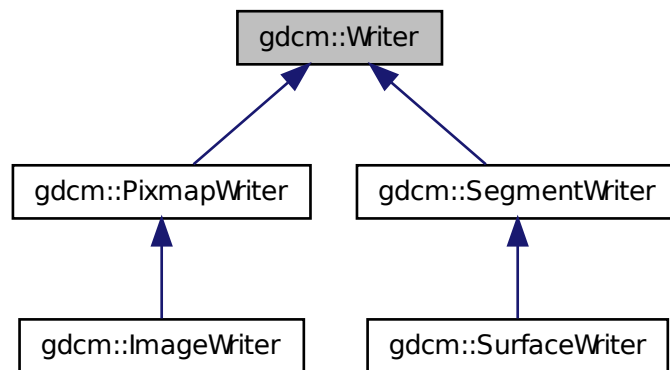 gdcm::Writer
gdcm::PixmapWriter
gdcm::SegmentWriter
gdcm::ImageWriter
gdcm::SurfaceWriter